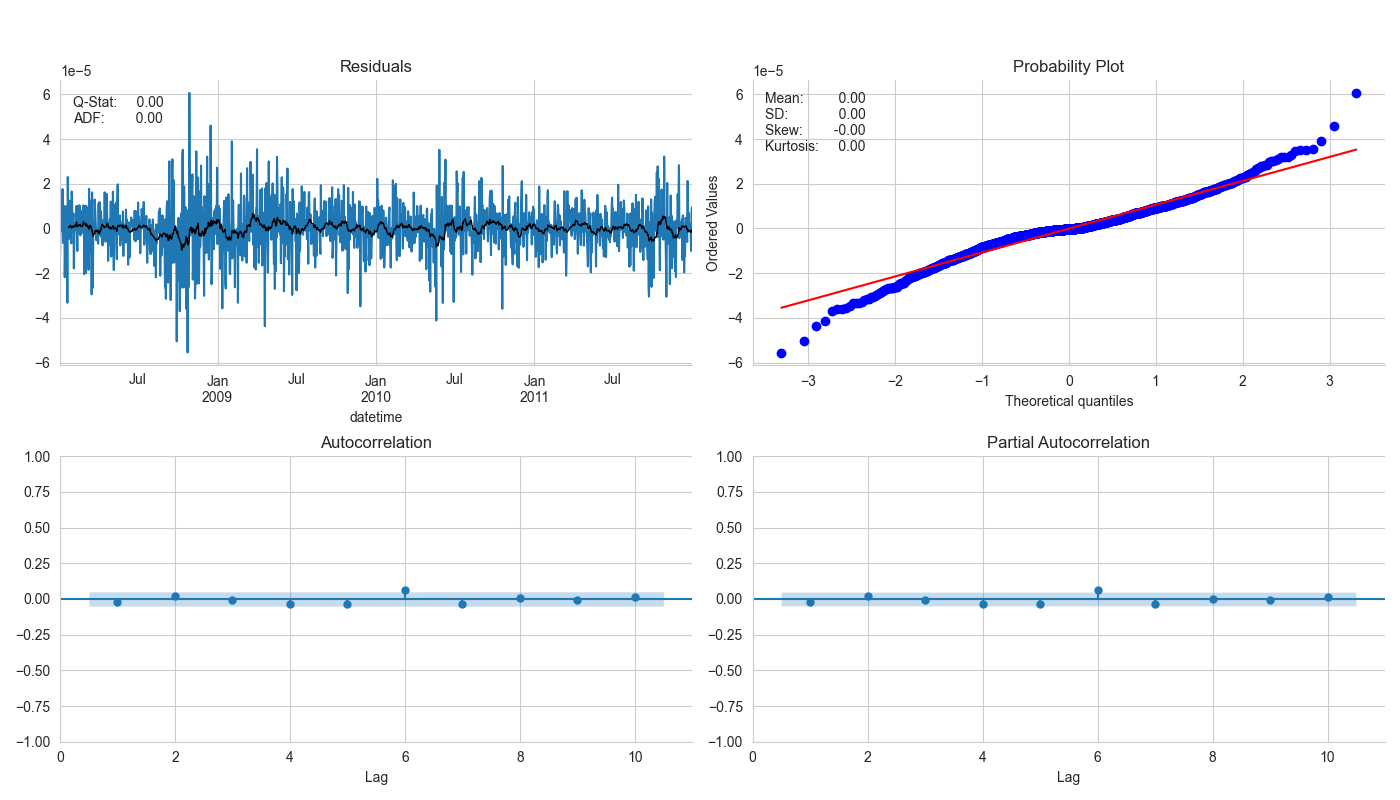 Residuals
1e−5
Q-Stat: 0.00
ADF: 0.00
6
4
2
0
−2
−4
−6
Jul
Jan
2009
Jul
Jan
2010
Jul
Jan
2011
Jul
datetime
Probability Plot
1e−5
Mean: 0.00
SD: 0.00
Skew: -0.00
Kurtosis: 0.00
Ordered Values
6
4
2
0
−2
−4
−6
−3 −2 −1 0 1 2 3
Theoretical quantiles
Autocorrelation
1.00
0.75
0.50
0.25
0.00
−0.25
−0.50
−0.75
−1.00
0 2 4 6 8 10
Lag
Partial Autocorrelation
1.00
0.75
0.50
0.25
0.00
−0.25
−0.50
−0.75
−1.00
0 2 4 6 8 10
Lag